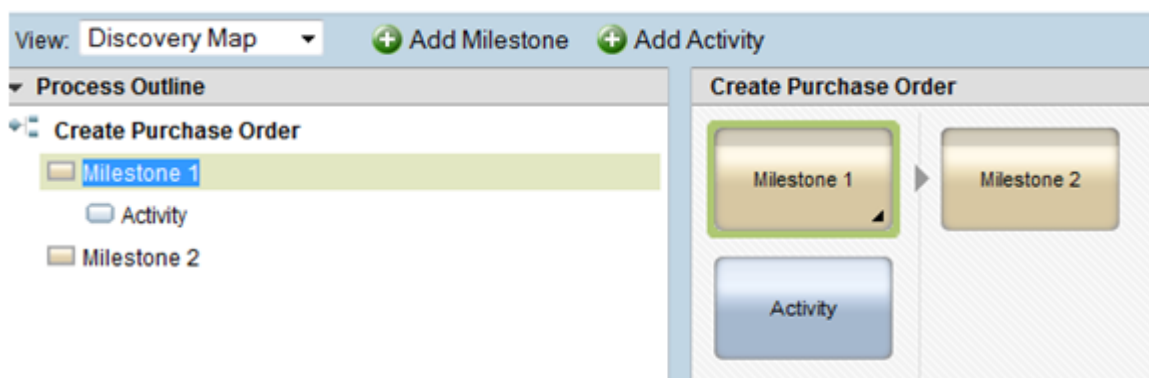 View: Discovery Map Add Milestone Add Activity
Process Outline
Create Purchase Order
Milestone 1
Activity
Milestone 2
Create Purchase Order
Milestone 1
Milestone 2
Activity